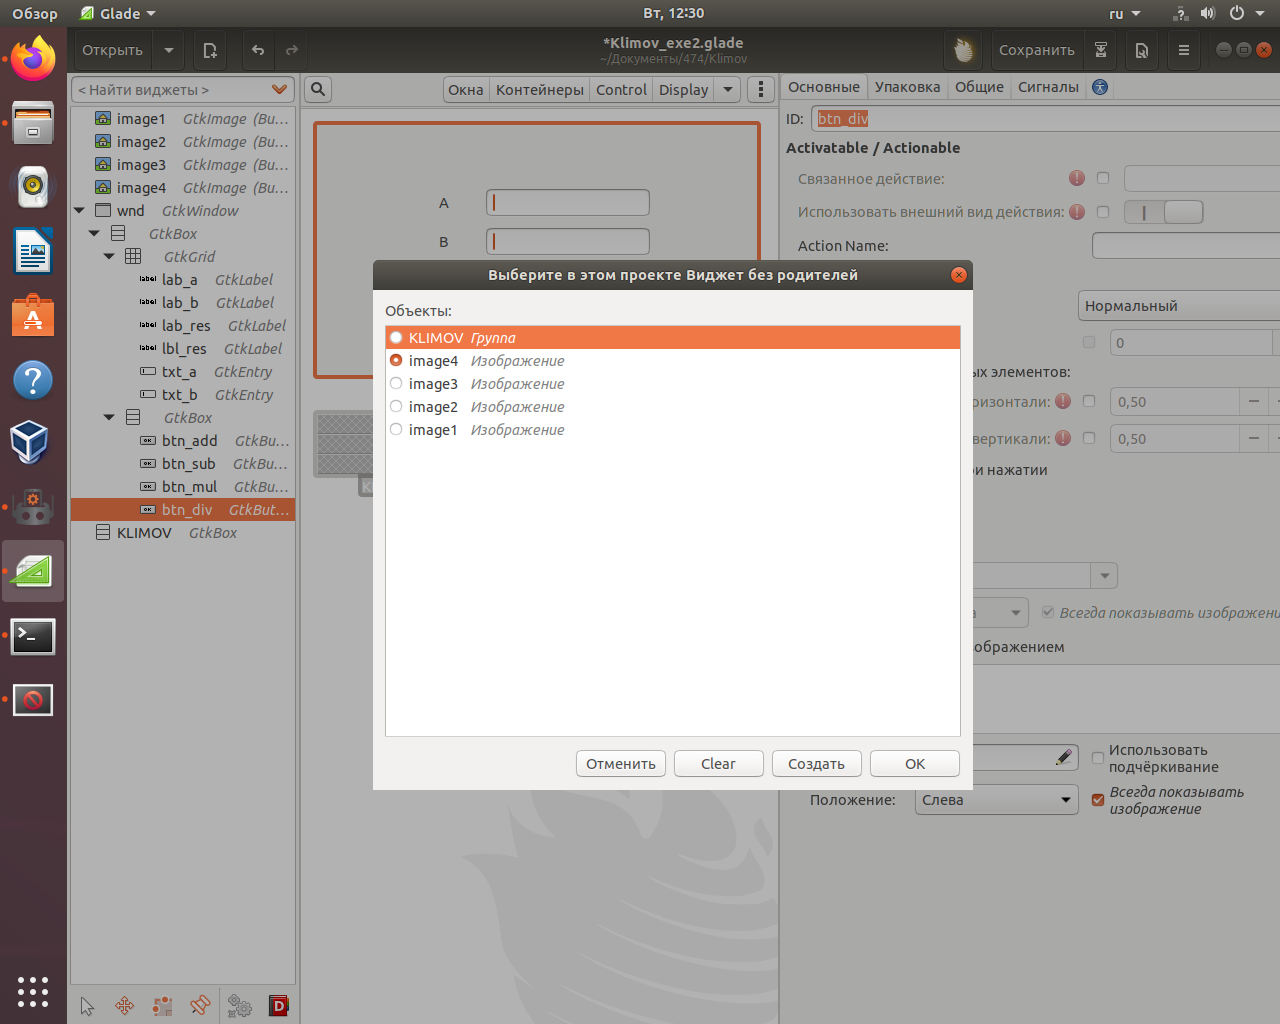 Обзор Glade Вт, 12:30 ru
Открыть *Klimov_exe2.glade Сохранить
~/Документы/474/Klimov
< Найти виджеты > Окна Контейнеры Control Display Основные Упаковка Общие Сигналы
image1 GtkImage (Bu...
image2 GtkImage (Bu...
image3 GtkImage (Bu...
image4 GtkImage (Bu...
wnd GtkWindow
GtkBox
GtkGrid
lab_a GtkLabel
lab_b GtkLabel
lab_res GtkLabel
lbl_res GtkLabel
txt_a GtkEntry
txt_b GtkEntry
GtkBox
btn_add GtkBu...
btn_sub GtkBu...
btn_mul GtkBu...
btn_div GtkBut...
KLIMOV GtkBox
A
B
ID: btn_div
Activatable / Actionable
Связанное действие:
Использовать внешний вид действия:
Action Name:
Нормальный
0
ых элементов:
ризонтали: 0,50
вертикали: 0,50
ри нажатии
Всегда показывать изображени
ображением
Использовать
подчёркивание
Положение: Слева Всегда показывать
изображение
Выберите в этом проекте Виджет без родителей
Объекты:
KLIMOV Группа
image4 Изображение
image3 Изображение
image2 Изображение
image1 Изображение
Отменить Clear Создать OK